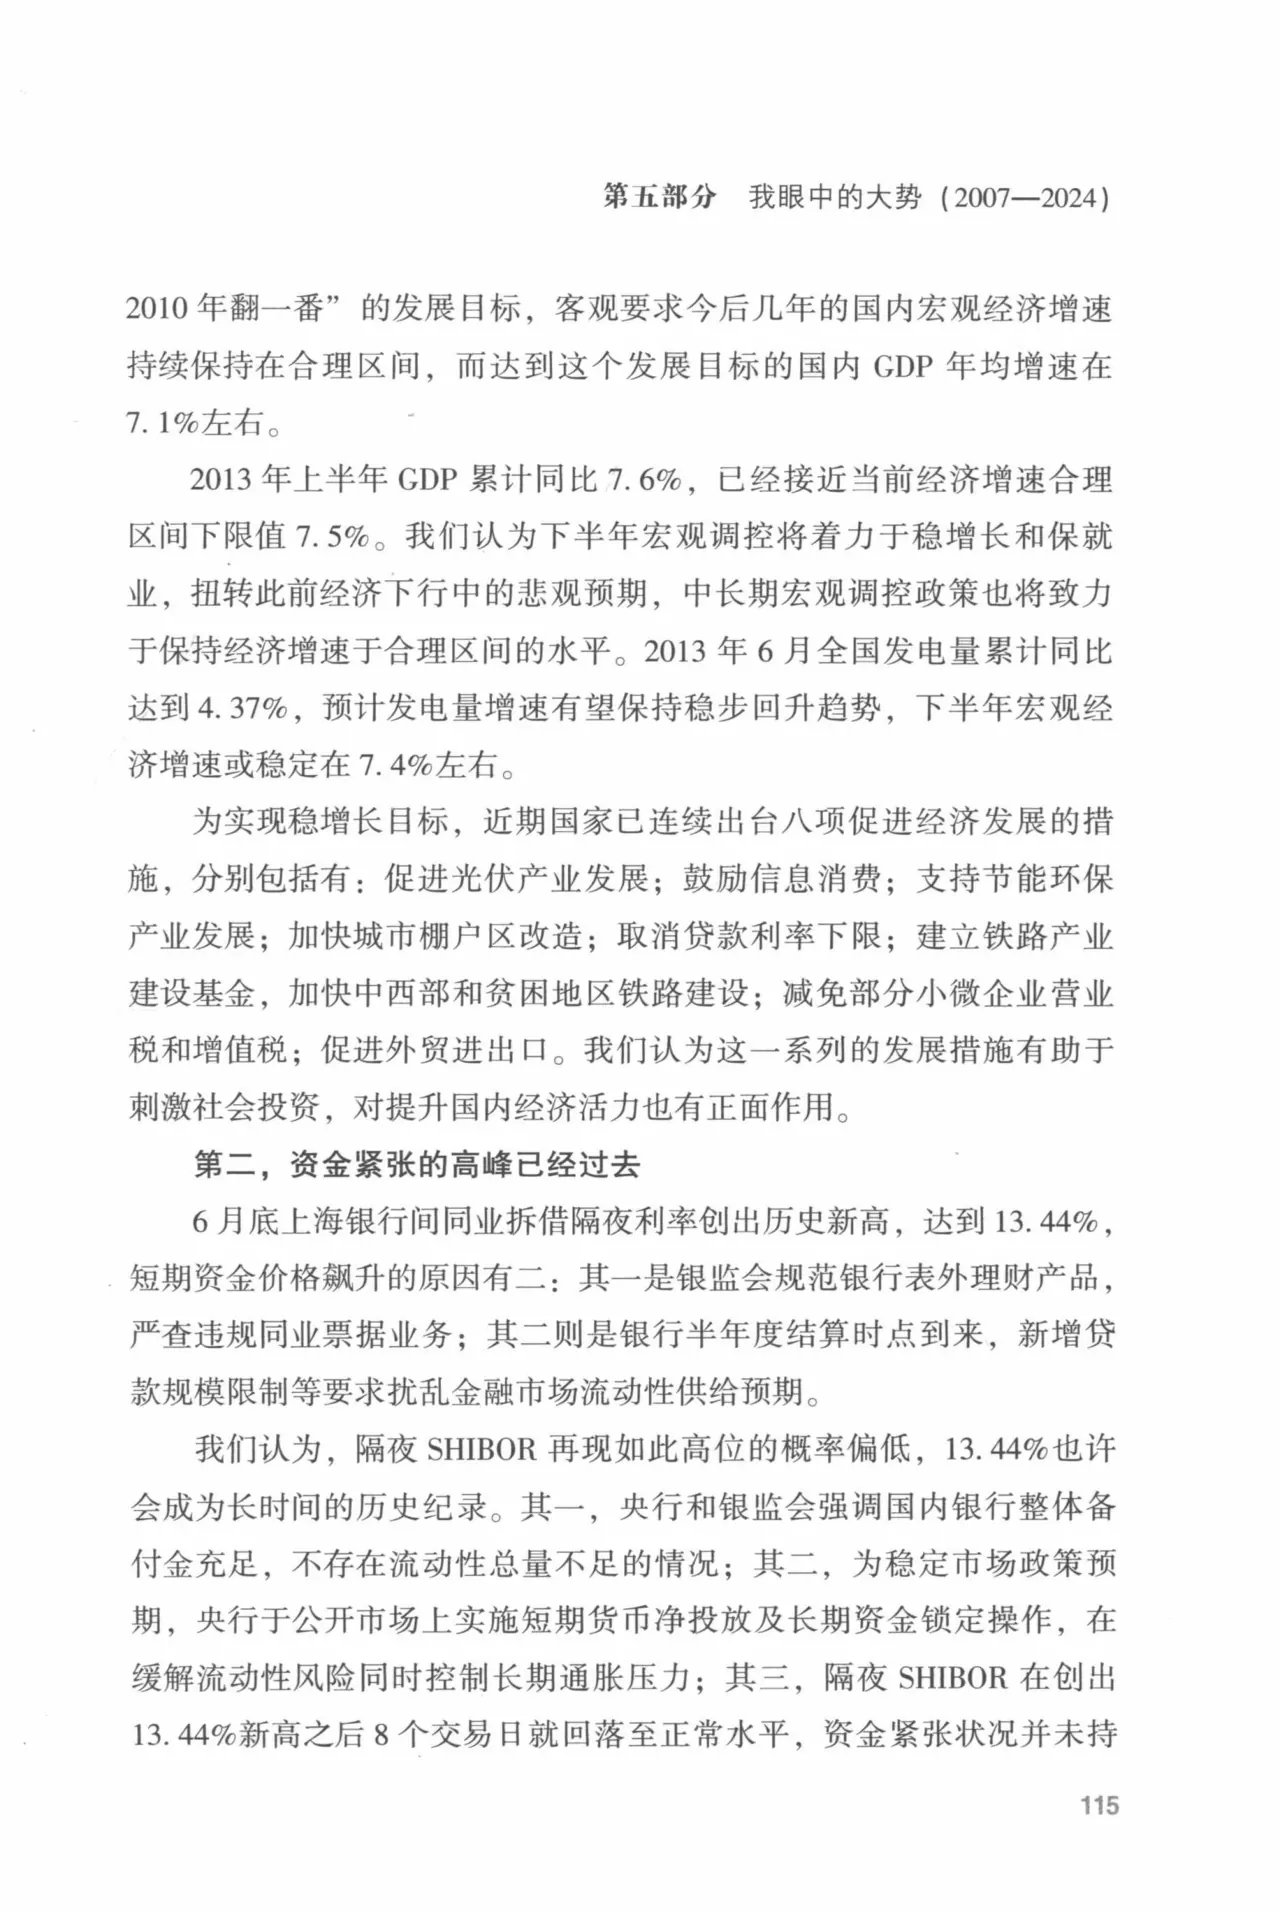 第五部分 我眼中的大势（2007—2024）
2010 年翻一番”的发展目标，客观要求今后几年的国内宏观经济增速
持续保持在合理区间，而达到这个发展目标的国内 GDP 年均增速在
7.1%左右。
2013 年上半年 GDP 累计同比 7.6%，已经接近当前经济增速合理
区间下限值 7.5%。我们认为下半年宏观调控将着力于稳增长和保就
业，扭转此前经济下行中的悲观预期，中长期宏观调控政策也将致力
于保持经济增速于合理区间的水平。2013 年 6 月全国发电量累计同比
达到 4.37%，预计发电量增速有望保持稳步回升趋势，下半年宏观经
济增速或稳定在 7.4%左右。
为实现稳增长目标，近期国家已连续出台八项促进经济发展的措
施，分别包括有：促进光伏产业发展；鼓励信息消费；支持节能环保
产业发展；加快城市棚户区改造；取消贷款利率下限；建立铁路产业
建设基金，加快中西部和贫困地区铁路建设；减免部分小微企业营业
税和增值税；促进外贸进出口。我们认为这一系列的发展措施有助于
刺激社会投资，对提升国内经济活力也有正面作用。
第二，资金紧张的高峰已经过去
6 月底上海银行间同业拆借隔夜利率创出历史新高，达到 13.44%，
短期资金价格飙升的原因有二：其一是银监会规范银行表外理财产品，
严查违规同业票据业务；其二则是银行半年度结算时点到来，新增贷
款规模限制等要求扰乱金融市场流动性供给预期。
我们认为，隔夜 SHIBOR 再现如此高位的概率偏低，13.44%也许
会成为长时间的历史纪录。其一，央行和银监会强调国内银行整体备
付金充足，不存在流动性总量不足的情况；其二，为稳定市场政策预
期，央行于公开市场上实施短期货币净投放及长期资金锁定操作，在
缓解流动性风险同时控制长期通胀压力；其三，隔夜 SHIBOR 在创出
13.44%新高之后 8 个交易日就回落至正常水平，资金紧张状况并未持
115